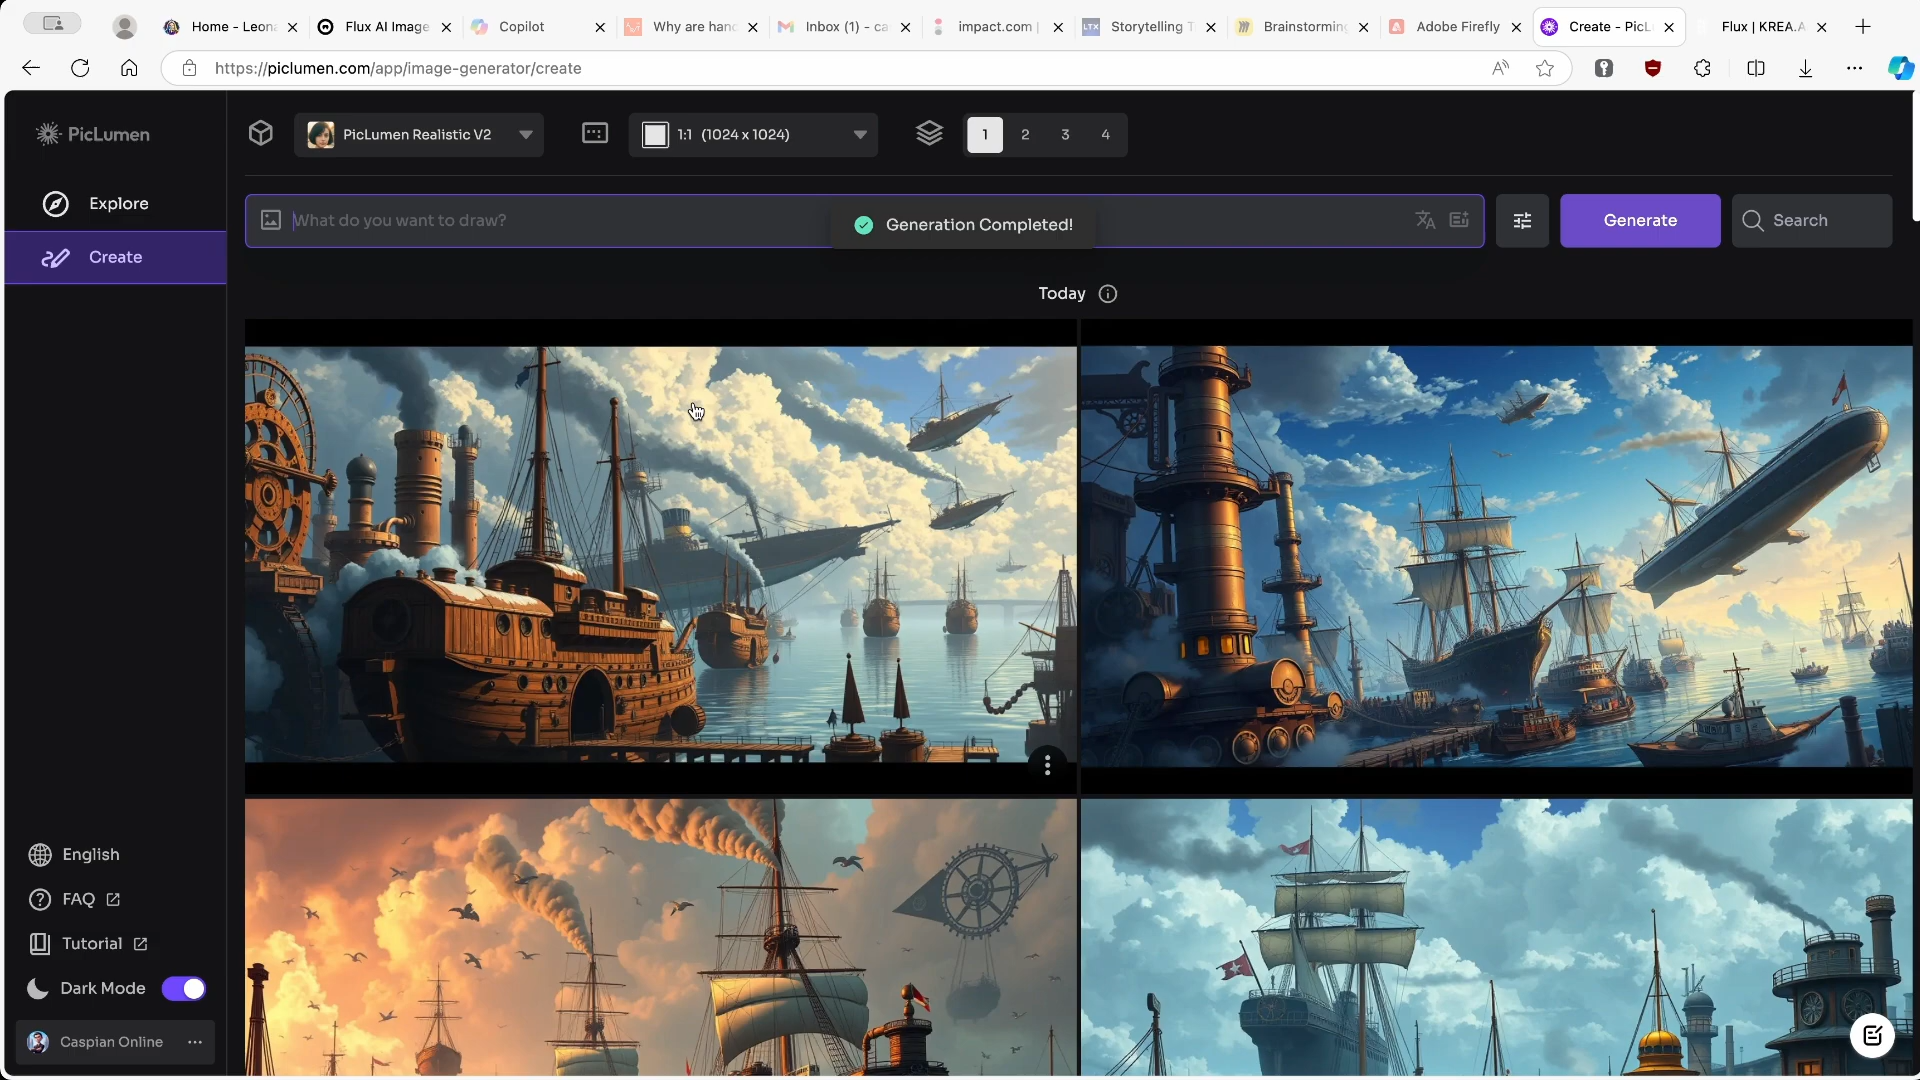 Home - Leona
Flux AI Image
Copilot
Why are hand
Inbox (1) - ca
impact.com |
LTX
Storytelling T
Brainstorming
Adobe Firefly
Create - PicL
Flux | KREA.A
https://piclumen.com/app/image-generator/create
PicLumen
PicLumen Realistic V2
1:1 (1024 x 1024)
1
2
3
4
Explore
What do you want to draw?
Generation Completed!
Generate
Search
Create
Today
English
FAQ
Tutorial
Dark Mode
Caspian Online